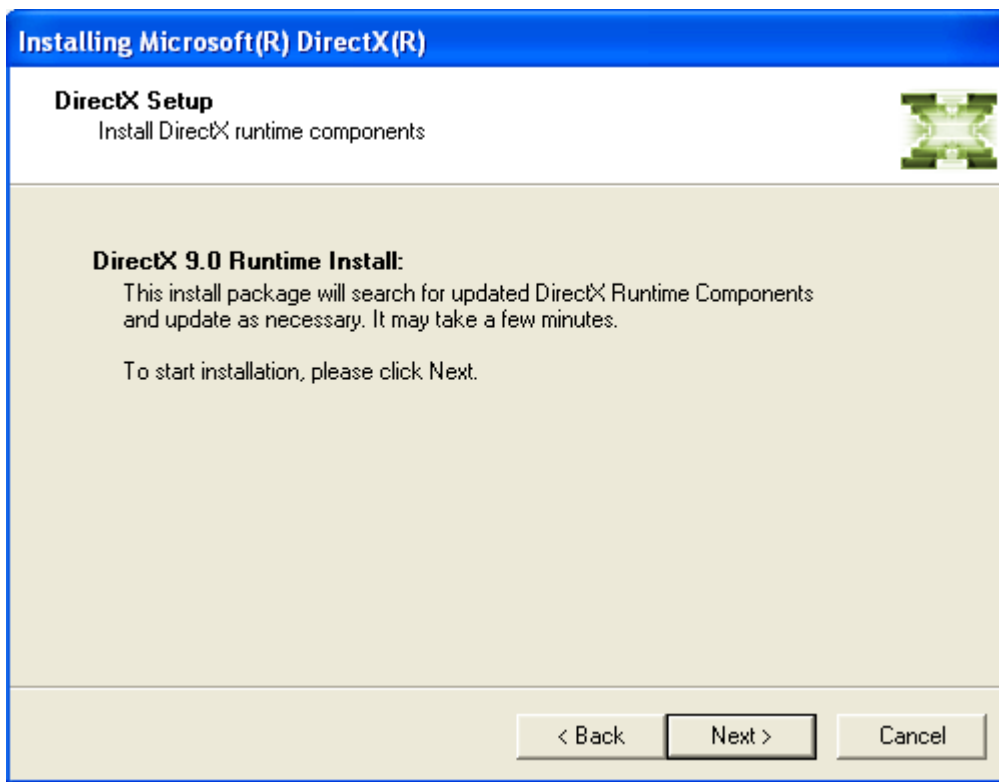 Installing Microsoft(R) DirectX(R)
DirectX Setup
Install DirectX runtime components
DirectX 9.0 Runtime Install:
This install package will search for updated DirectX Runtime Components
and update as necessary. It may take a few minutes.
To start installation, please click Next.
< Back
Next >
Cancel